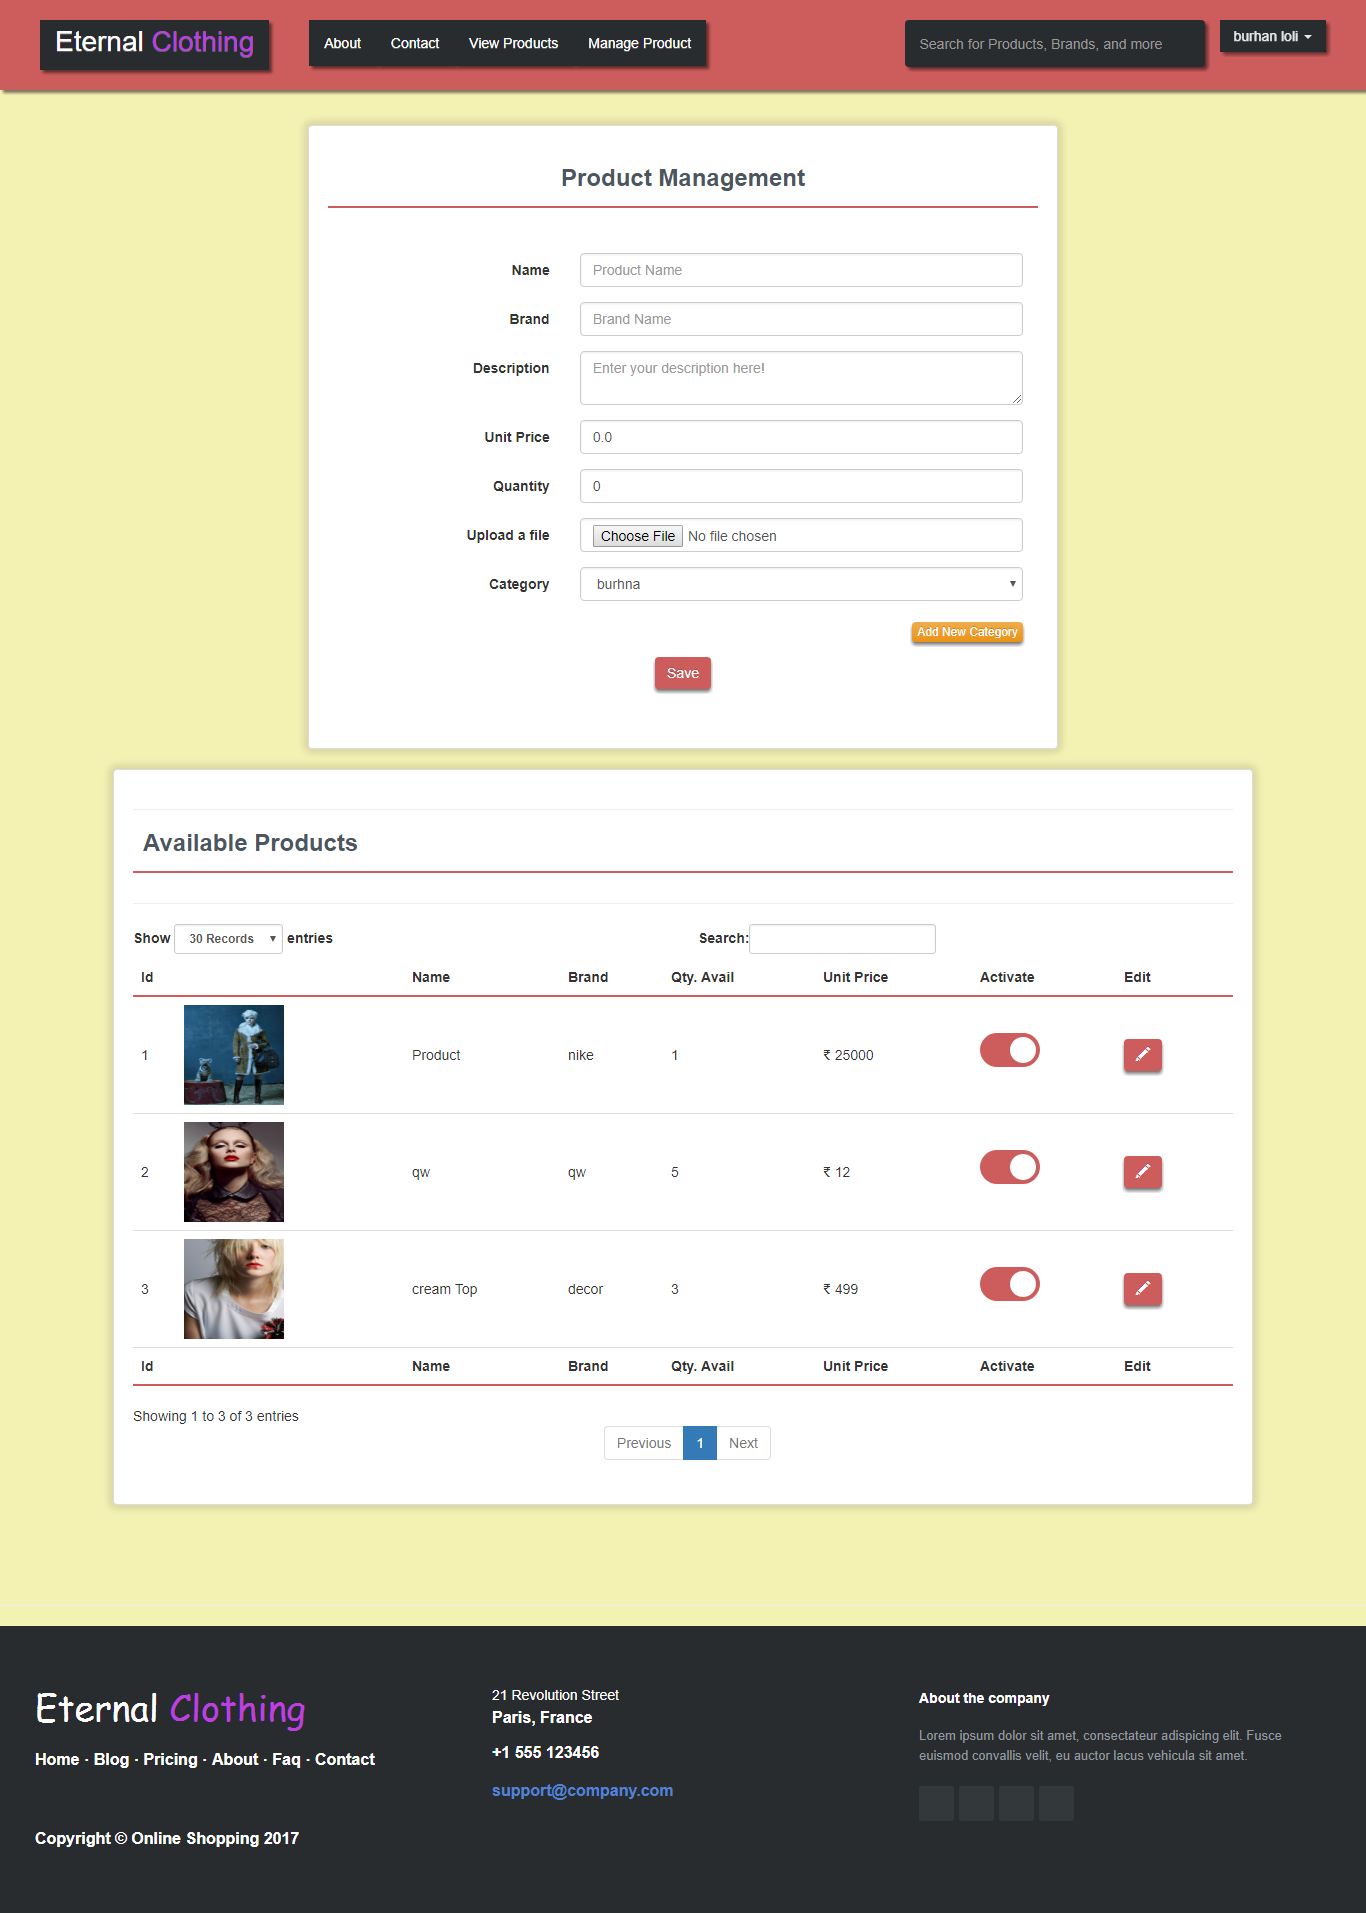 Eternal Clothing
About Contact View Products Manage Product
Search for Products, Brands, and more
burhan loli
Product Management
Name Product Name
Brand Brand Name
Description Enter your description here!
Unit Price 0.0
Quantity 0
Upload a file Choose File No file chosen
Category burhna
Add New Category
Save
Available Products
Show 30 Records entries Search:
Id Name Brand Qty. Avail Unit Price Activate Edit
1 Product nike 1 ₹ 25000
2 qw qw 5 ₹ 12
3 cream Top decor 3 ₹ 499
Id Name Brand Qty. Avail Unit Price Activate Edit
Showing 1 to 3 of 3 entries
Previous 1 Next
Eternal Clothing
Home · Blog · Pricing · About · Faq · Contact
Copyright © Online Shopping 2017
21 Revolution Street
Paris, France
+1 555 123456
support@company.com
About the company
Lorem ipsum dolor sit amet, consectateur adispicing elit. Fusce
euismod convallis velit, eu auctor lacus vehicula sit amet.